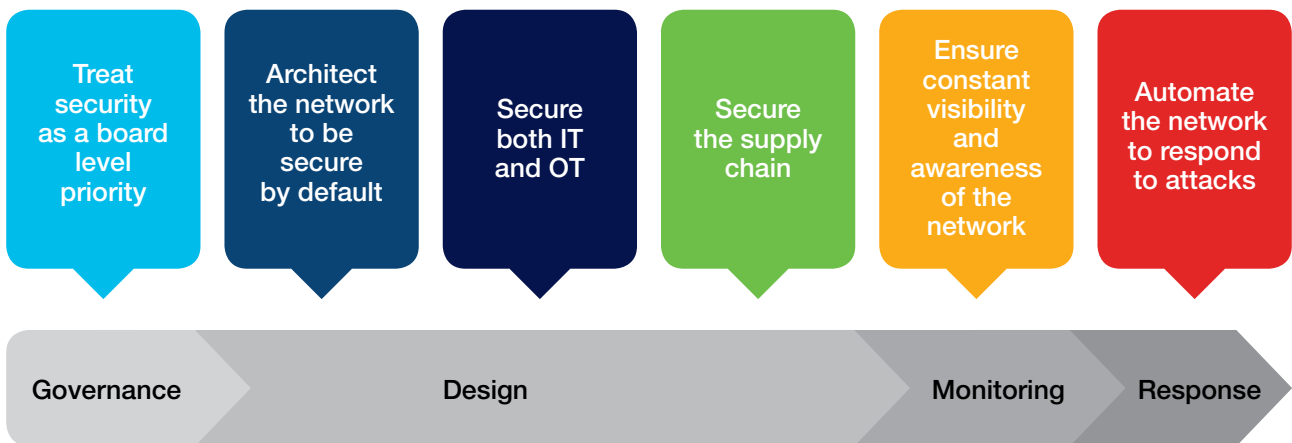 Treat
security
as a board
level
priority
Architect
the network
to be
secure
by default
Secure
both IT
and OT
Secure
the supply
chain
Ensure
constant
visibility
and
awareness
of the
network
Automate
the network
to respond
to attacks
Governance
Design
Monitoring
Response